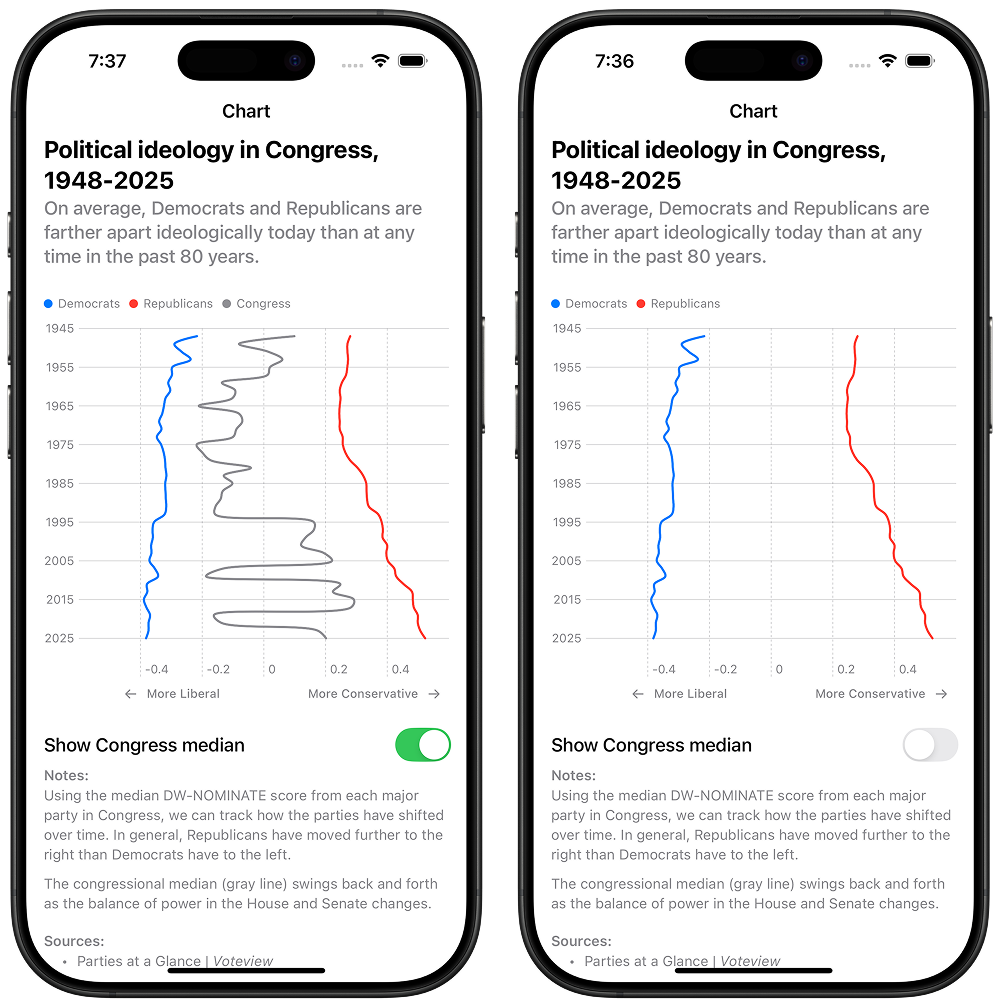 7:37
Chart
Political ideology in Congress,
1948-2025
On average, Democrats and Republicans are
farther apart ideologically today than at any
time in the past 80 years.
Democrats Republicans Congress
1945
1955
1965
1975
1985
1995
2005
2015
2025
-0.4 -0.2 0 0.2 0.4
← More Liberal More Conservative →
Show Congress median
Notes:
Using the median DW-NOMINATE score from each major
party in Congress, we can track how the parties have shifted
over time. In general, Republicans have moved further to the
right than Democrats have to the left.
The congressional median (gray line) swings back and forth
as the balance of power in the House and Senate changes.
Sources:
• Parties at a Glance | Voteview
7:36
Chart
Political ideology in Congress,
1948-2025
On average, Democrats and Republicans are
farther apart ideologically today than at any
time in the past 80 years.
Democrats Republicans
1945
1955
1965
1975
1985
1995
2005
2015
2025
-0.4 -0.2 0 0.2 0.4
← More Liberal More Conservative →
Show Congress median
Notes:
Using the median DW-NOMINATE score from each major
party in Congress, we can track how the parties have shifted
over time. In general, Republicans have moved further to the
right than Democrats have to the left.
The congressional median (gray line) swings back and forth
as the balance of power in the House and Senate changes.
Sources:
• Parties at a Glance | Voteview